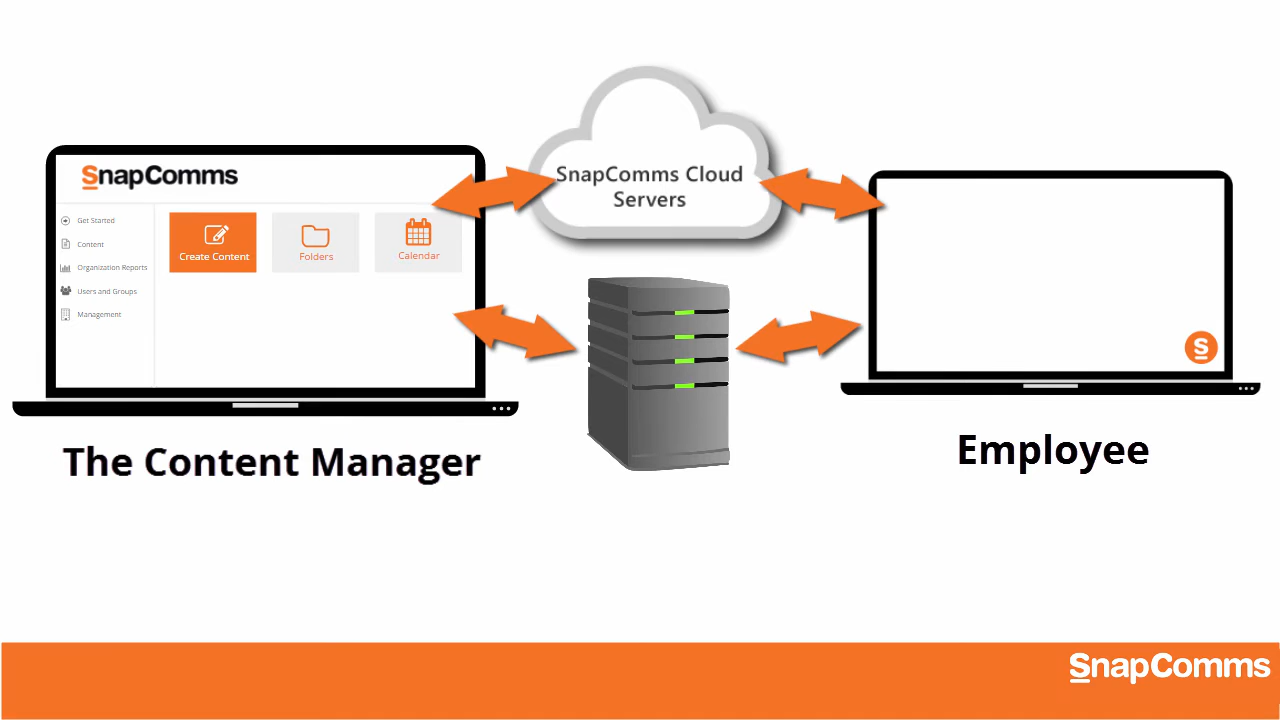 SnapComms
Get Started
Content
Organization Reports
Users and Groups
Management
Create Content
Folders
Calendar
SnapComms Cloud
Servers
S
The Content Manager
Employee
SnapComms